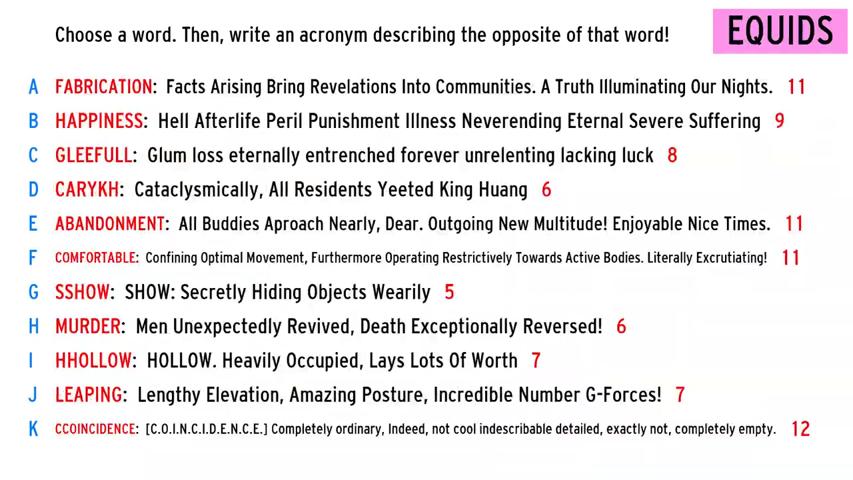 Choose a word. Then, write an acronym describing the opposite of that word!
EQUIDS
A FABRICATION: Facts Arising Bring Revelations Into Communities. A Truth Illuminating Our Nights. 11
B HAPPINESS: Hell Afterlife Peril Punishment Illness Neverending Eternal Severe Suffering 9
C GLEEFULL: Glum loss eternally entrenched forever unrelenting lacking luck 8
D CARYKH: Cataclysmically, All Residents Yeeted King Huang 6
E ABANDONMENT: All Buddies Aproach Nearly, Dear. Outgoing New Multitude! Enjoyable Nice Times. 11
F COMFORTABLE: Confining Optimal Movement, Furthermore Operating Restrictively Towards Active Bodies. Literally Excrutiating! 11
G SSHOW: SHOW: Secretly Hiding Objects Wearily 5
H MURDER: Men Unexpectedly Revived, Death Exceptionally Reversed! 6
I HHOLLOW: HOLLOW. Heavily Occupied, Lays Lots Of Worth 7
J LEAPING: Lengthy Elevation, Amazing Posture, Incredible Number G-Forces! 7
K CCOINCIDENCE: [C.O.I.N.C.I.D.E.N.C.E.] Completely ordinary, Indeed, not cool indescribable detailed, exactly not, completely empty. 12